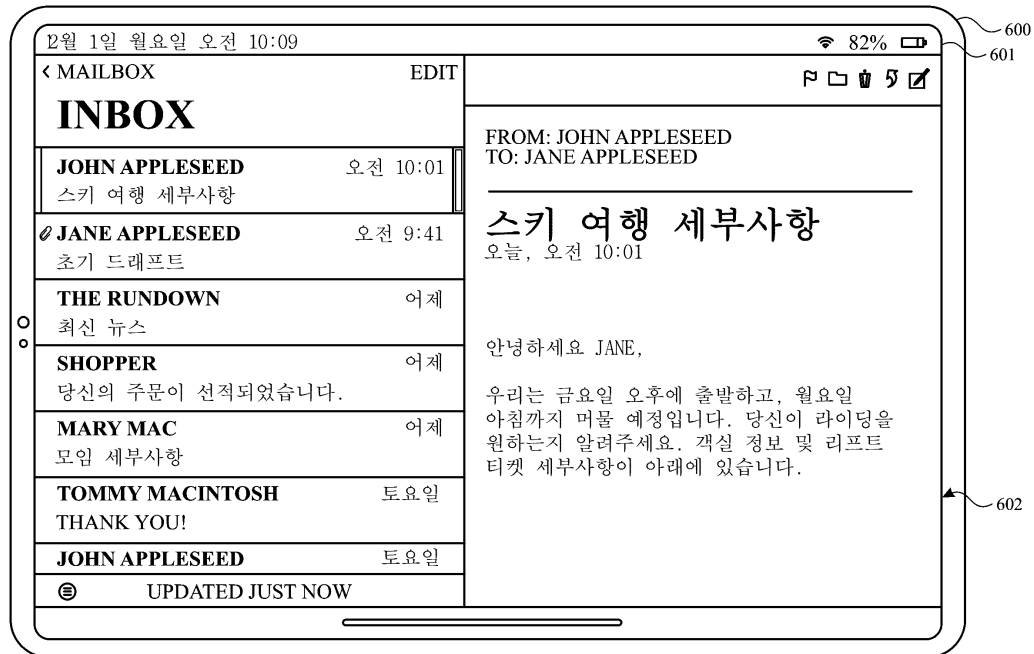 12월 1일 월요일 오전 10:09
82%
600
601
< MAILBOX
EDIT
INBOX
JOHN APPLESEED 오전 10:01
스키 여행 세부사항
JANE APPLESEED 오전 9:41
초기 드래프트
THE RUNDOWN 어제
최신 뉴스
SHOPPER 어제
당신의 주문이 선적되었습니다.
MARY MAC 어제
모임 세부사항
TOMMY MACINTOSH 토요일
THANK YOU!
JOHN APPLESEED 토요일
UPDATED JUST NOW
FROM: JOHN APPLESEED
TO: JANE APPLESEED
스키 여행 세부사항
오늘, 오전 10:01
안녕하세요 JANE,
우리는 금요일 오후에 출발하고, 월요일
아침까지 머물 예정입니다. 당신이 라이딩을
원하는지 알려주세요. 객실 정보 및 리프트
티켓 세부사항이 아래에 있습니다.
602